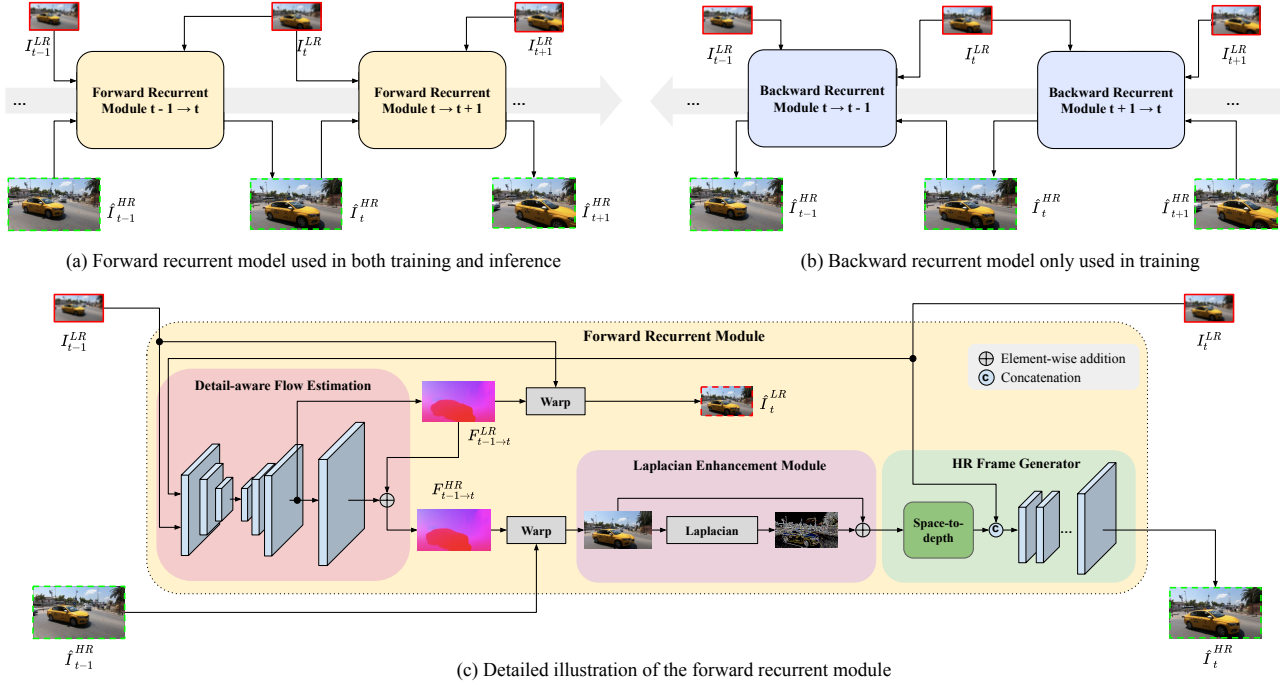 I_{t-1}^{LR}
I_t^{LR}
I_{t+1}^{LR}
Forward Recurrent
Module t - 1 → t
Forward Recurrent
Module t → t + 1
...
...
Î_{t-1}^{HR}
Î_t^{HR}
Î_{t+1}^{HR}
(a) Forward recurrent model used in both training and inference
I_{t-1}^{LR}
I_t^{LR}
I_{t+1}^{LR}
Backward Recurrent
Module t → t - 1
Backward Recurrent
Module t + 1 → t
...
...
Î_{t-1}^{HR}
Î_t^{HR}
Î_{t+1}^{HR}
(b) Backward recurrent model only used in training
I_{t-1}^{LR}
I_t^{LR}
Forward Recurrent Module
Element-wise addition
C Concatenation
Detail-aware Flow Estimation
F_{t-1→t}^{LR}
Warp
Î_t^{LR}
F_{t-1→t}^{HR}
Warp
Laplacian Enhancement Module
Laplacian
HR Frame Generator
Space-to-
depth
C
...
Î_{t-1}^{HR}
Î_t^{HR}
(c) Detailed illustration of the forward recurrent module